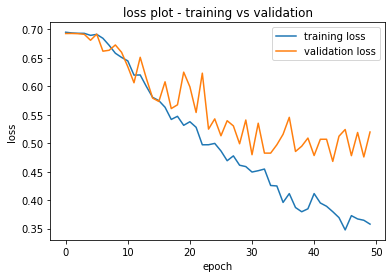 loss plot - training vs validation
training loss
validation loss
loss
0.70
0.65
0.60
0.55
0.50
0.45
0.40
0.35
0
10
20
30
40
50
epoch